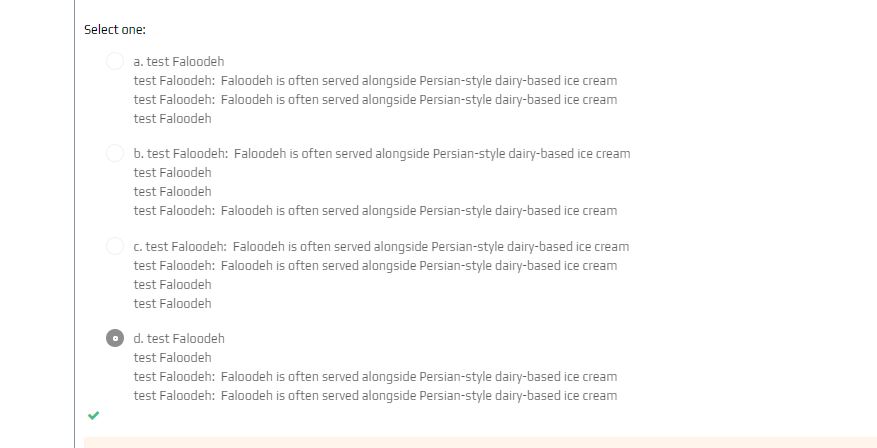 Select one:
a. test Faloodeh
test Faloodeh: Faloodeh is often served alongside Persian-style dairy-based ice cream
test Faloodeh: Faloodeh is often served alongside Persian-style dairy-based ice cream
test Faloodeh
b. test Faloodeh: Faloodeh is often served alongside Persian-style dairy-based ice cream
test Faloodeh
test Faloodeh
test Faloodeh: Faloodeh is often served alongside Persian-style dairy-based ice cream
c. test Faloodeh: Faloodeh is often served alongside Persian-style dairy-based ice cream
test Faloodeh: Faloodeh is often served alongside Persian-style dairy-based ice cream
test Faloodeh
test Faloodeh
d. test Faloodeh
test Faloodeh
test Faloodeh: Faloodeh is often served alongside Persian-style dairy-based ice cream
test Faloodeh: Faloodeh is often served alongside Persian-style dairy-based ice cream